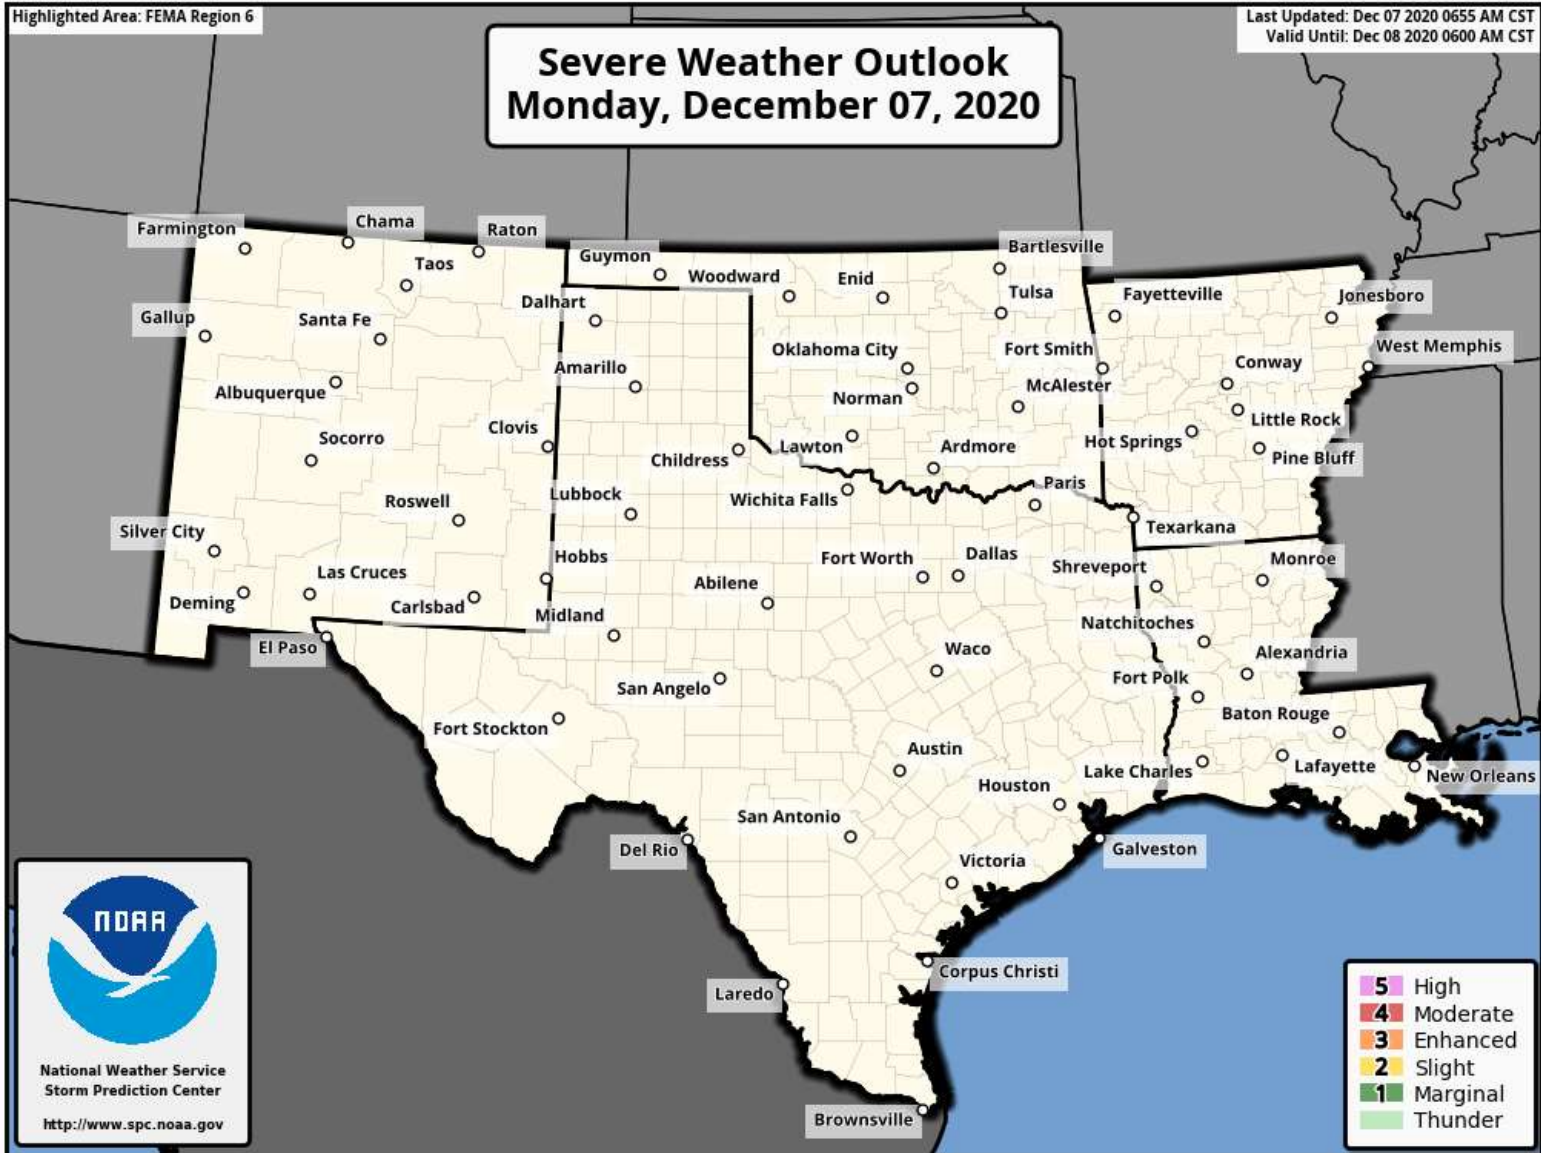 Highlighted Area: FEMA Region 6
Last Updated: Dec 07 2020 0655 AM CST
Valid Until: Dec 08 2020 0600 AM CST
Severe Weather Outlook
Monday, December 07, 2020
Farmington
Chama
Raton
Taos
Guymon
Woodward
Enid
Bartlesville
Tulsa
Fayetteville
Jonesboro
Gallup
Santa Fe
Dalhart
Oklahoma City
Fort Smith
Conway
West Memphis
Albuquerque
Amarillo
Norman
McAlester
Little Rock
Socorro
Clovis
Childress
Lawton
Ardmore
Hot Springs
Pine Bluff
Roswell
Lubbock
Wichita Falls
Paris
Texarkana
Silver City
Las Cruces
Hobbs
Fort Worth
Dallas
Shreveport
Monroe
Deming
Carlsbad
Midland
Abilene
Natchitoches
El Paso
San Angelo
Waco
Fort Polk
Alexandria
Fort Stockton
Austin
Baton Rouge
Houston
Lake Charles
Lafayette
New Orleans
San Antonio
Del Rio
Victoria
Galveston
Laredo
Corpus Christi
Brownsville
NOAA
National Weather Service
Storm Prediction Center
http://www.spc.noaa.gov
5 High
4 Moderate
3 Enhanced
2 Slight
1 Marginal
Thunder